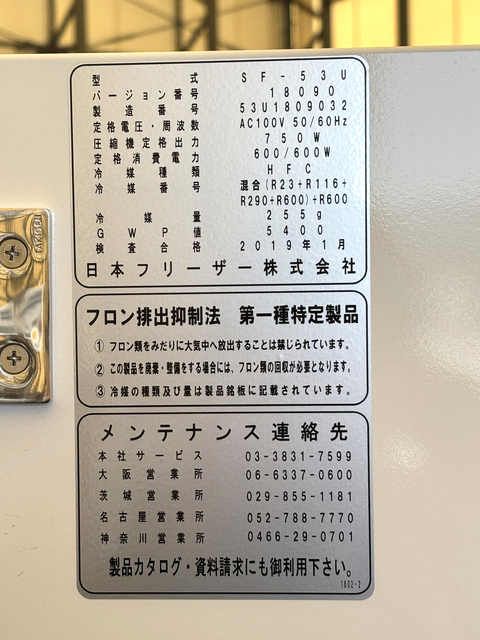 型式 SF-53U
バージョン番号 18090
製造番号 53U1809032
定格電圧・周波数 AC100V 50/60Hz
圧縮機定格出力 750W
定格消費電力 600/600W
冷媒種類 HFC
冷媒番号 混合(R23+R116+
R290+R600)+R600
冷媒量 255g
GWP値 5400
検査合格 2019年1月
日本フリーザー株式会社
フロン排出抑制法 第一種特定製品
① フロン類をみだりに大気中へ放出することは禁じられています。
② この製品を廃棄・整備をする場合には、フロン類の回収が必要となります。
③ 冷媒の種類及び量は製品銘板に記載されています。
メンテナンス連絡先
本社サービス 03-3831-7599
大阪営業所 06-6337-0600
茨城営業所 029-855-1181
名古屋営業所 052-788-7770
神奈川営業所 0466-29-0701
製品カタログ・資料請求にも御利用下さい。
1802-2
TAKIGEN